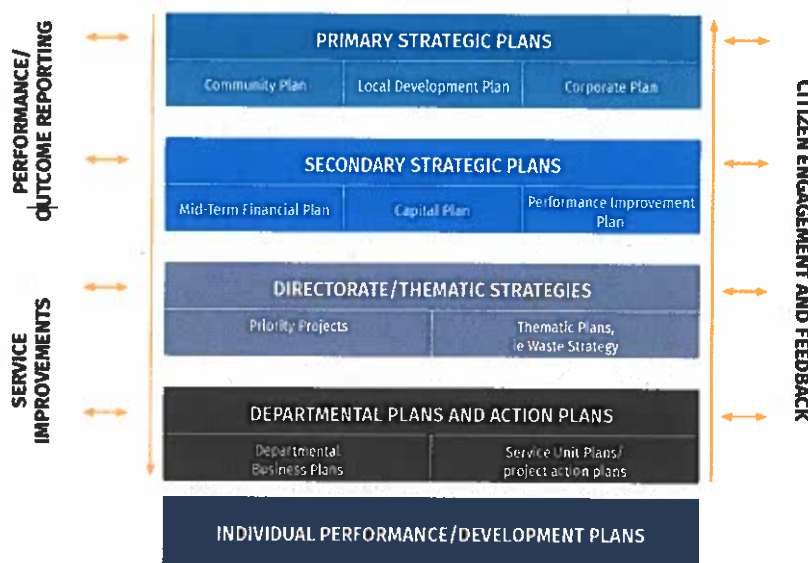 PERFORMANCE/
OUTCOME REPORTING
SERVICE
IMPROVEMENTS
PRIMARY STRATEGIC PLANS
Community Plan
Local Development Plan
Corporate Plan
SECONDARY STRATEGIC PLANS
Mid-Term Financial Plan
Capital Plan
Performance Improvement
Plan
DIRECTORATE/THEMATIC STRATEGIES
Priority Projects
Thematic Plans,
ie Waste Strategy
DEPARTMENTAL PLANS AND ACTION PLANS
Departmental
Business Plans
Service Unit Plans/
project action plans
INDIVIDUAL PERFORMANCE/DEVELOPMENT PLANS
CITIZEN ENGAGEMENT AND FEEDBACK